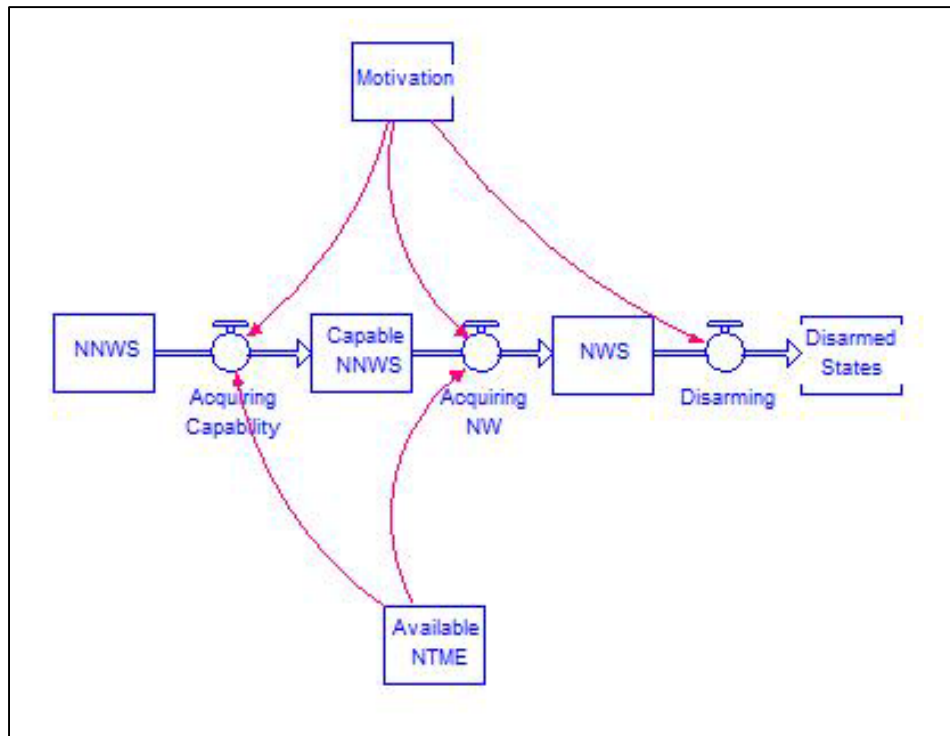 Motivation
NNWS
Acquiring
Capability
Capable
NNWS
Acquiring
NW
NWS
Disarming
Disarmed
States
Available
NTME